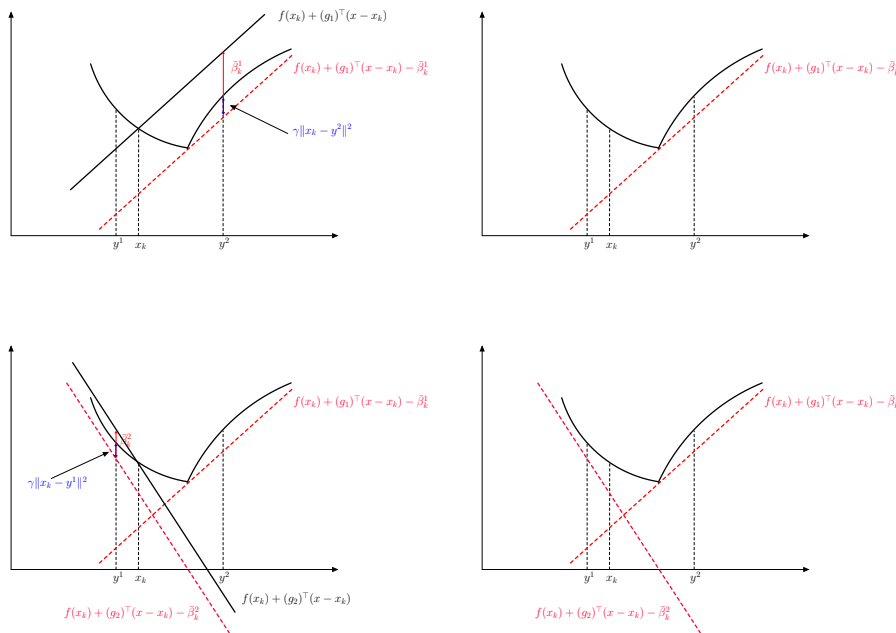 f(x_k) + (g_1)^⊤(x − x_k)
β̃_k^1
f(x_k) + (g_1)^⊤(x − x_k) − β̃_k^1
γ‖x_k − y^2‖^2
y^1 x_k y^2
f(x_k) + (g_1)^⊤(x − x_k) − β̃_k
y^1 x_k y^2
f(x_k) + (g_1)^⊤(x − x_k) − β̃_k^1
β̃_k^2
γ‖x_k − y^1‖^2
y^1 x_k y^2
f(x_k) + (g_2)^⊤(x − x_k)
f(x_k) + (g_2)^⊤(x − x_k) − β̃_k^2
f(x_k) + (g_1)^⊤(x − x_k) − β̃_k
y^1 x_k y^2
f(x_k) + (g_2)^⊤(x − x_k) − β̃_k^2